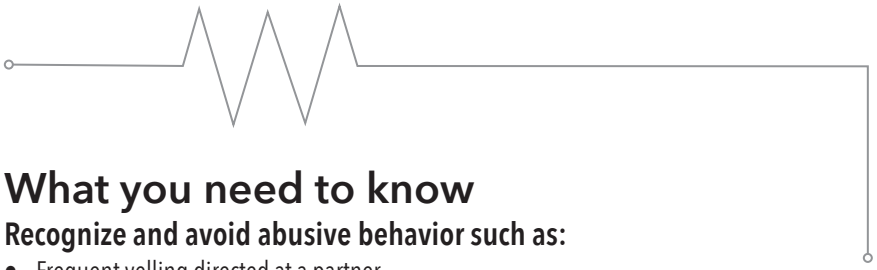 What you need to know
Recognize and avoid abusive behavior such as:
• Frequent yelling directed at a partner